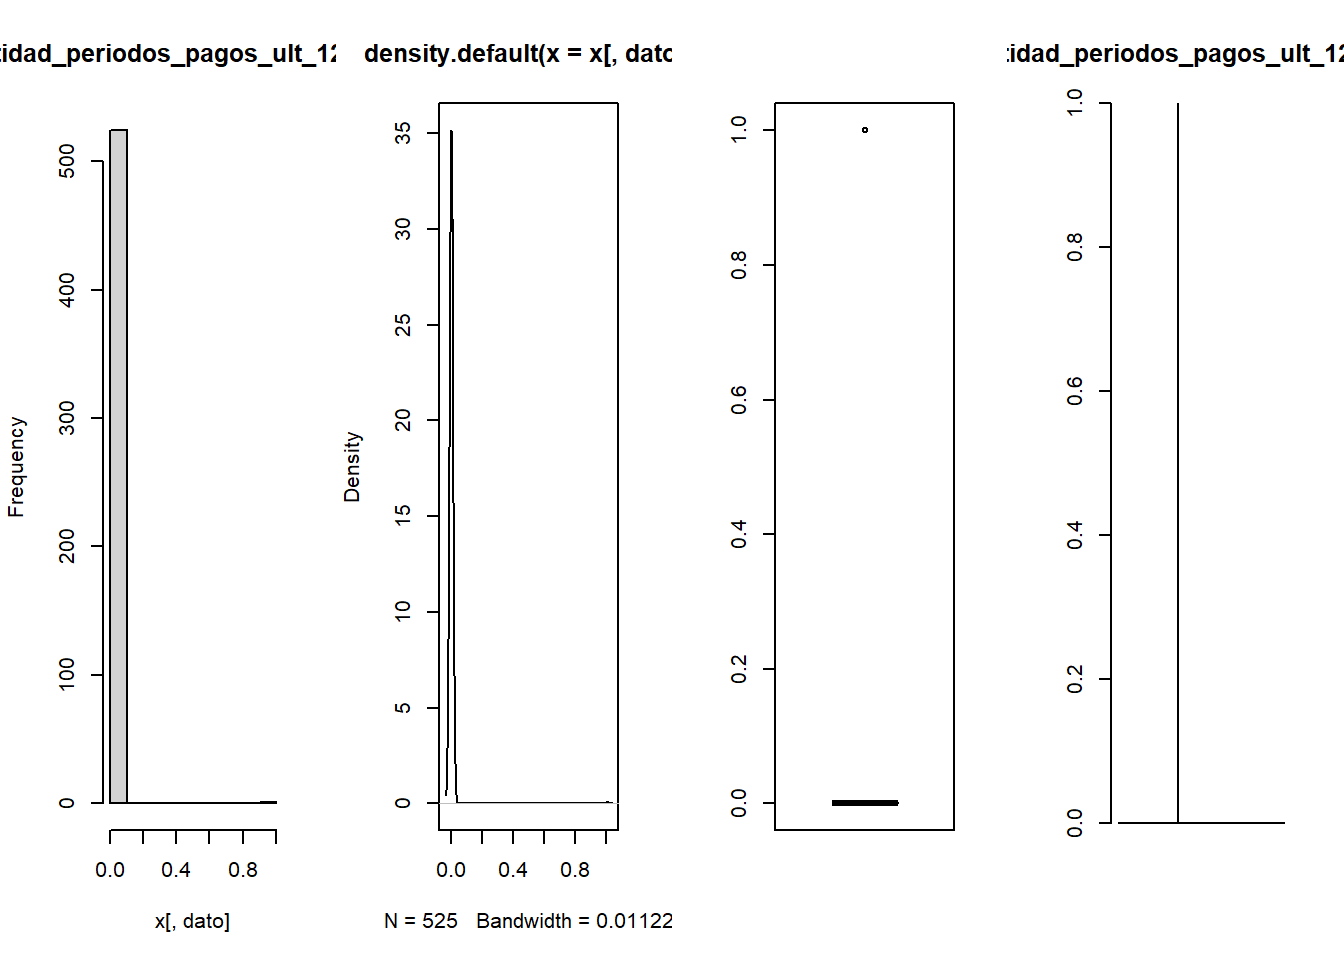 tidad_periodos_pagos_ult_12
Frequency
0 100 200 300 400 500
0.0 0.4 0.8
x[, dato]
density.default(x = x[, dato
Density
0 5 10 15 20 25 30 35
0.0 0.4 0.8
N = 525 Bandwidth = 0.01122
0.0 0.2 0.4 0.6 0.8 1.0
tidad_periodos_pagos_ult_12
0.0 0.2 0.4 0.6 0.8 1.0